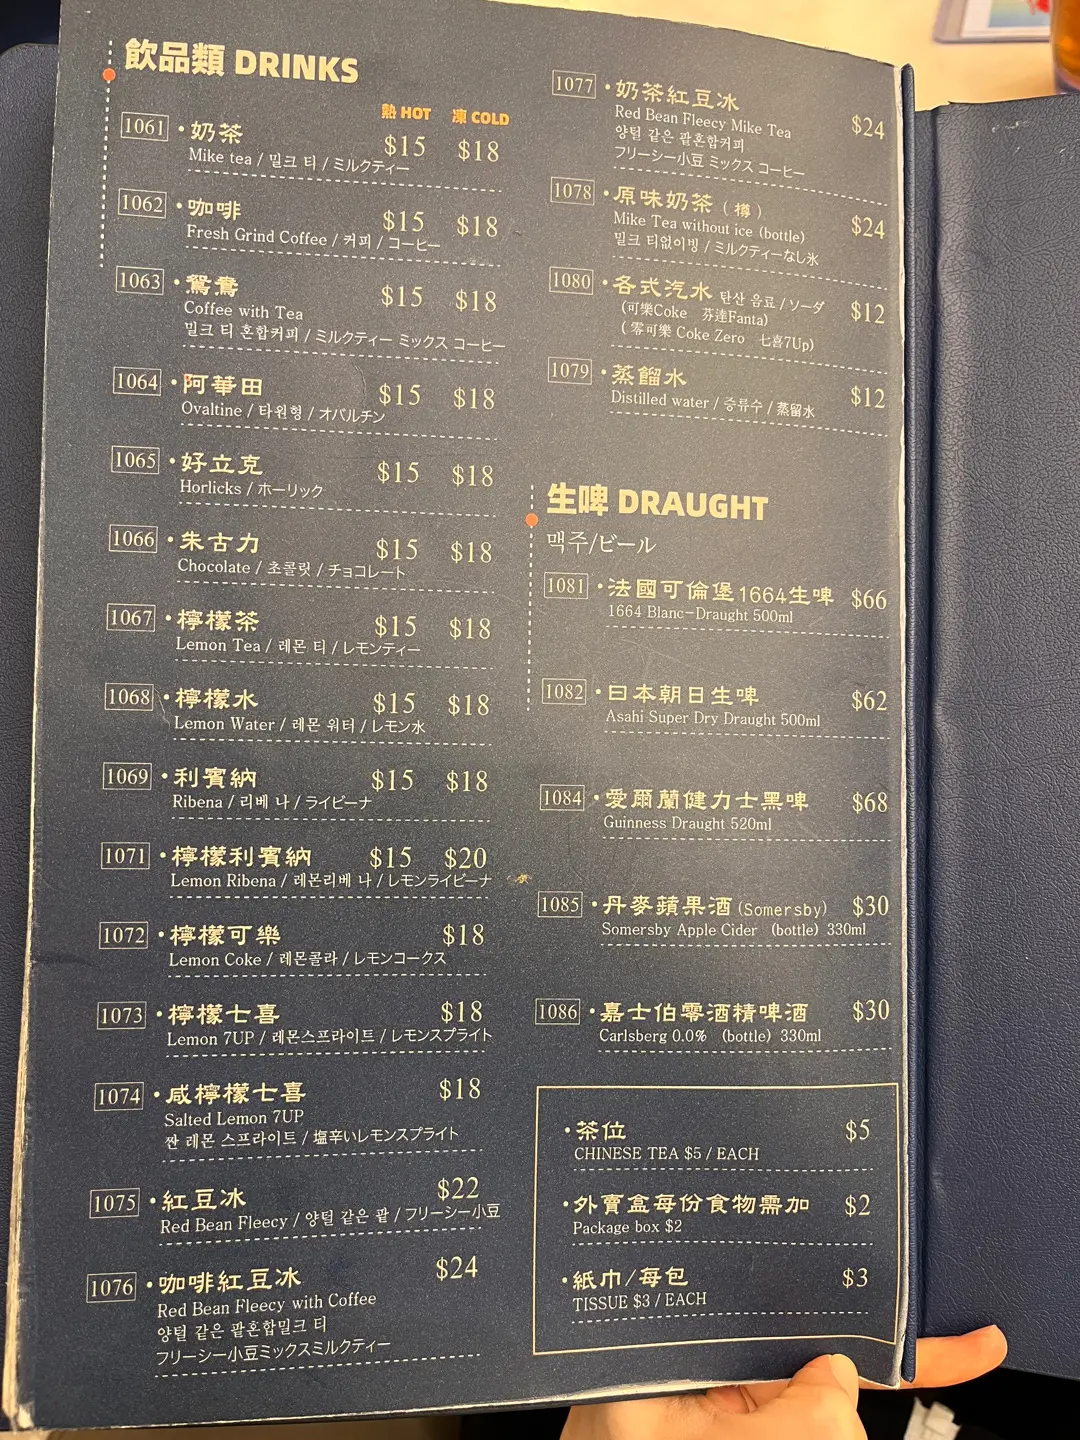 飲品類 DRINKS
熱 HOT 凍 COLD
1061 •奶茶 $15 $18
Mike tea / 밀크 티 / ミルクティー
1062 •咖啡 $15 $18
Fresh Grind Coffee / 커피 / コーヒー
1063 •鴛鴦 $15 $18
Coffee with Tea
밀크 티 혼합커피 / ミルクティー ミックス コーヒー
1064 •阿華田 $15 $18
Ovaltine / 타원형 / オバルチン
1065 •好立克 $15 $18
Horlicks / ホーリック
1066 •朱古力 $15 $18
Chocolate / 초콜릿 / チョコレート
1067 •檸檬茶 $15 $18
Lemon Tea / 레몬 티 / レモンティー
1068 •檸檬水 $15 $18
Lemon Water / 레몬 워터 / レモン水
1069 •利賓納 $15 $18
Ribena / 리베 나 / ライビーナ
1071 •檸檬利賓納 $15 $20
Lemon Ribena / 레몬리베 나 / レモンライビーナ
1072 •檸檬可樂 $18
Lemon Coke / 레몬콜라 / レモンコークス
1073 •檸檬七喜 $18
Lemon 7UP / 레몬스프라이트 / レモンスプライト
1074 •咸檸檬七喜 $18
Salted Lemon 7UP
짠 레몬 스프라이트 / 塩辛いレモンスプライト
1075 •紅豆冰 $22
Red Bean Fleecy / 양털 같은 팥 / フリーシー小豆
1076 •咖啡紅豆冰 $24
Red Bean Fleecy with Coffee
양털 같은 팥혼합밀크 티
フリーシー小豆ミックスミルクティー
1077 •奶茶紅豆冰 $24
Red Bean Fleecy Mike Tea
양털 같은 팥혼합커피
フリーシー小豆 ミックス コーヒー
1078 •原味奶茶 ( 樽 ) $24
Mike Tea without ice (bottle)
밀크 티없이빙 / ミルクティーなし氷
1080 •各式汽水 탄산 음료 / ソーダ $12
(可樂Coke 芬達Fanta)
(零可樂 Coke Zero 七喜7Up)
1079 •蒸餾水 $12
Distilled water / 증류수 / 蒸留水
生啤 DRAUGHT
맥주/ビール
1081 •法國可倫堡1664生啤 $66
1664 Blanc-Draught 500ml
1082 •日本朝日生啤 $62
Asahi Super Dry Draught 500ml
1084 •愛爾蘭健力士黑啤 $68
Guinness Draught 520ml
1085 •丹麥蘋果酒(Somersby) $30
Somersby Apple Cider (bottle) 330ml
1086 •嘉士伯零酒精啤酒 $30
Carlsberg 0.0% (bottle) 330ml
•茶位 $5
CHINESE TEA $5 / EACH
•外賣盒每份食物需加 $2
Package box $2
•紙巾/每包 $3
TISSUE $3 / EACH